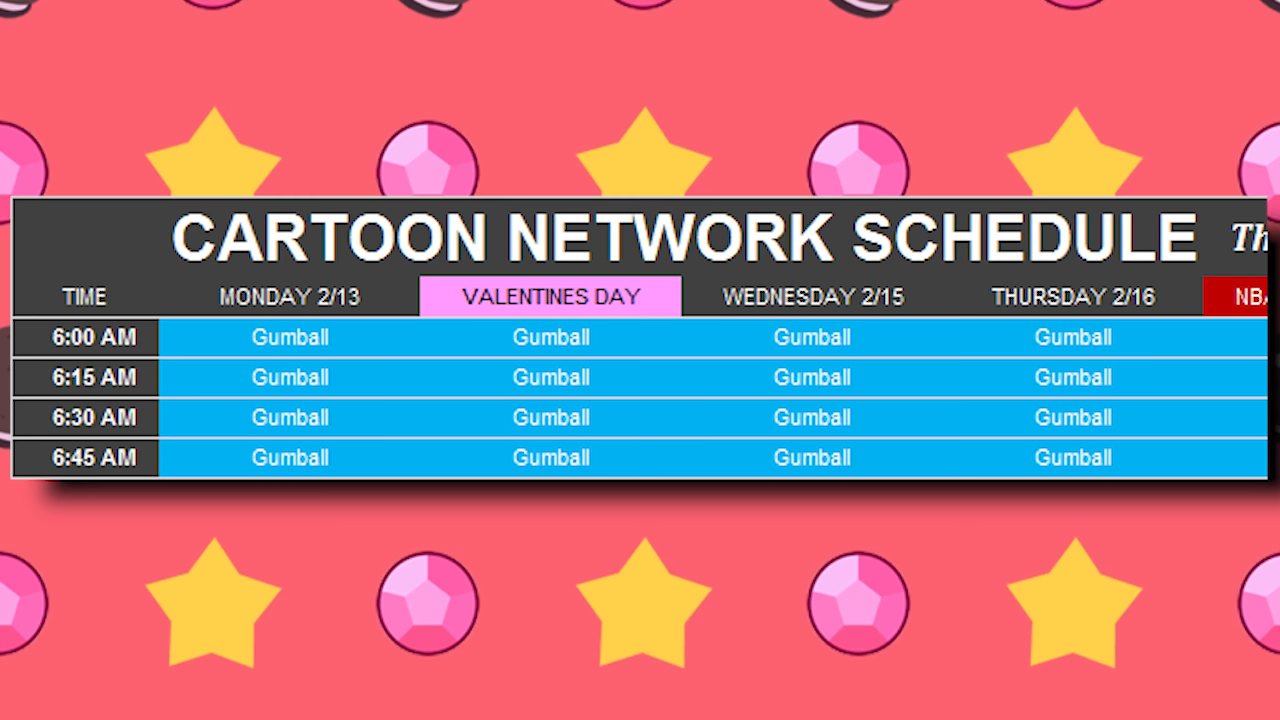 CARTOON NETWORK SCHEDULE Th
TIME MONDAY 2/13 VALENTINES DAY WEDNESDAY 2/15 THURSDAY 2/16 NBA
6:00 AM Gumball Gumball Gumball Gumball
6:15 AM Gumball Gumball Gumball Gumball
6:30 AM Gumball Gumball Gumball Gumball
6:45 AM Gumball Gumball Gumball Gumball